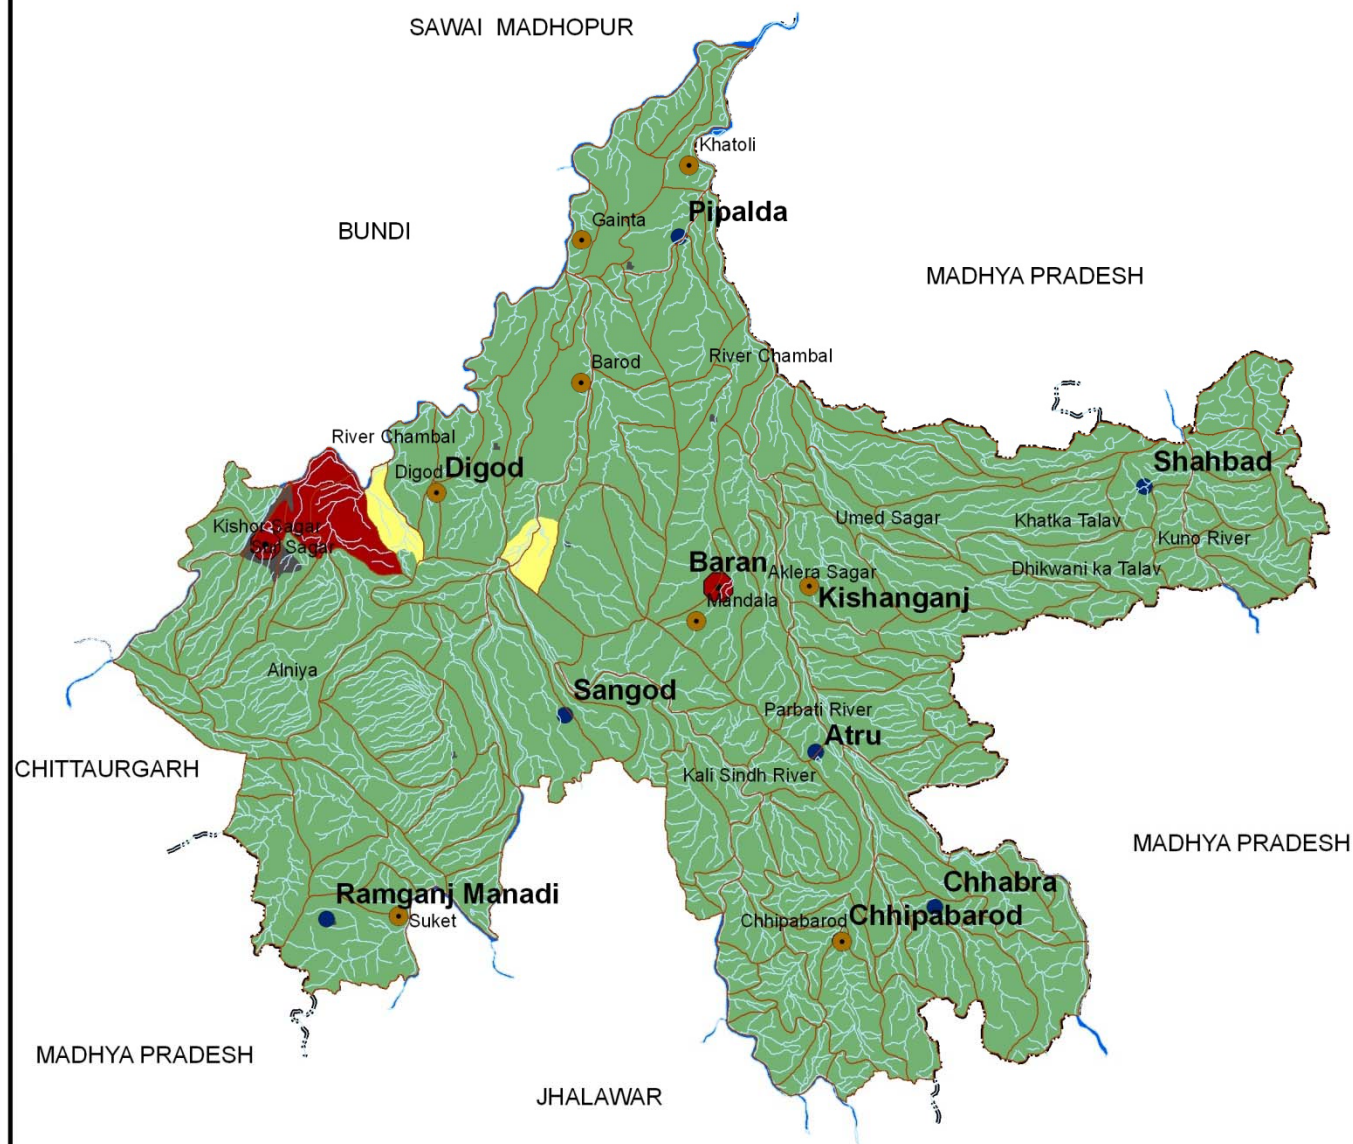 SAWAI MADHOPUR
Khatoli
Pipalda
Gainta
BUNDI
MADHYA PRADESH
River Chambal
Barod
River Chambal
Digod Digod
Shahbad
Umed Sagar
Khatka Talav
Kishor Sagar
Kuno River
Baran
Aklera Sagar
Dhikwani ka Talav
Mandala
Kishanganj
Alniya
Sangod
Parbati River
Atru
CHITTAURGARH
Kali Sindh River
MADHYA PRADESH
Ramganj Manadi
Suket
Chhabra
Chhipabarod Chhipabarod
MADHYA PRADESH
JHALAWAR